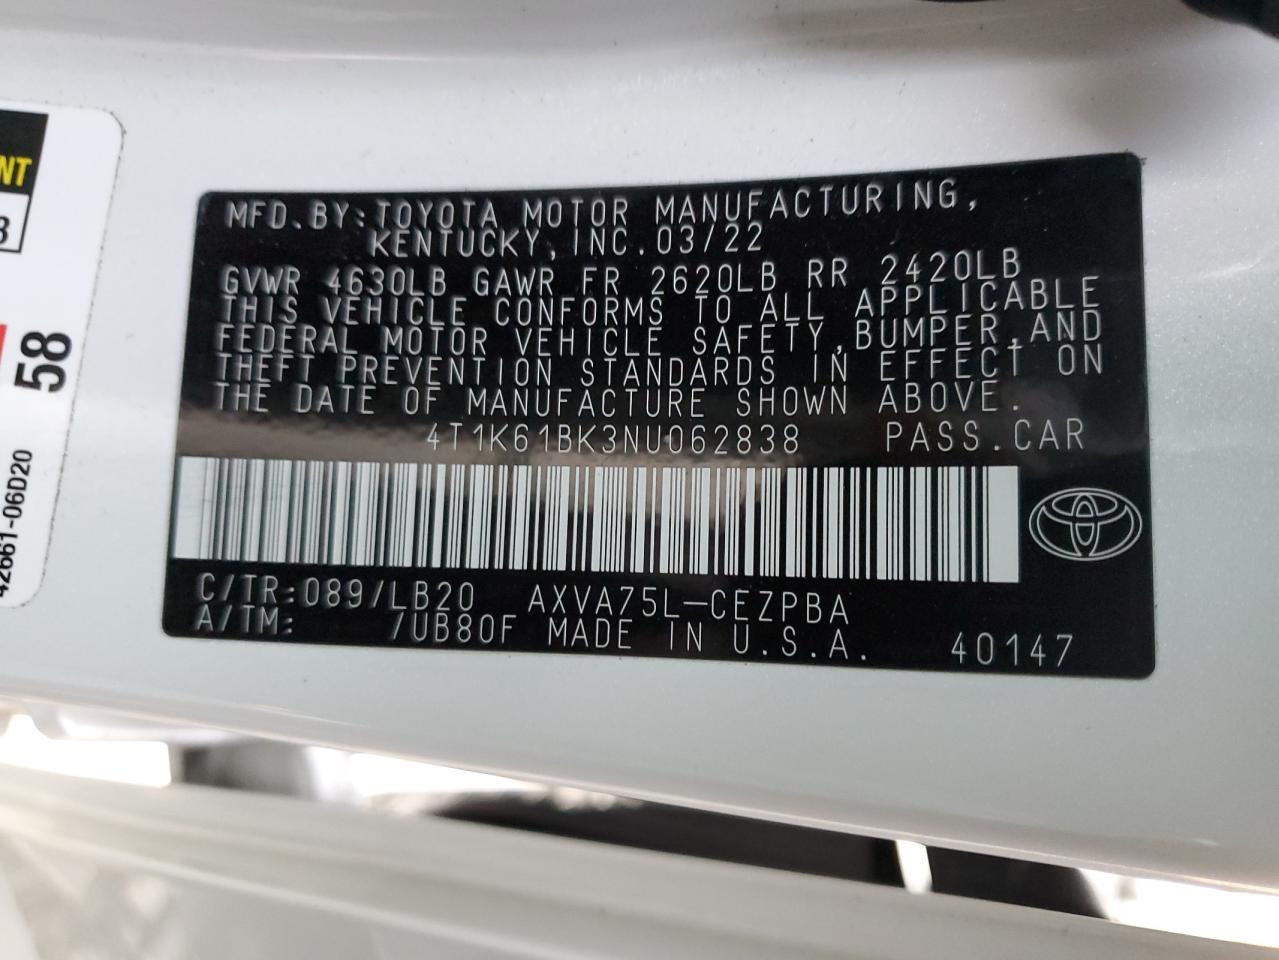 NT
3
58
42661-06D20
MFD.BY:TOYOTA MOTOR MANUFACTURING,
KENTUCKY,INC.03/22
GVWR 4630LB GAWR FR 2620LB RR 2420LB
THIS VEHICLE CONFORMS TO ALL APPLICABLE
FEDERAL MOTOR VEHICLE SAFETY,BUMPER,AND
THEFT PREVENTION STANDARDS IN EFFECT ON
THE DATE OF MANUFACTURE SHOWN ABOVE.
4T1K61BK3NU062838 PASS.CAR
C/TR:089/LB20 AXVA75L-CEZPBA
A/TM: /UB80F MADE IN U.S.A. 40147